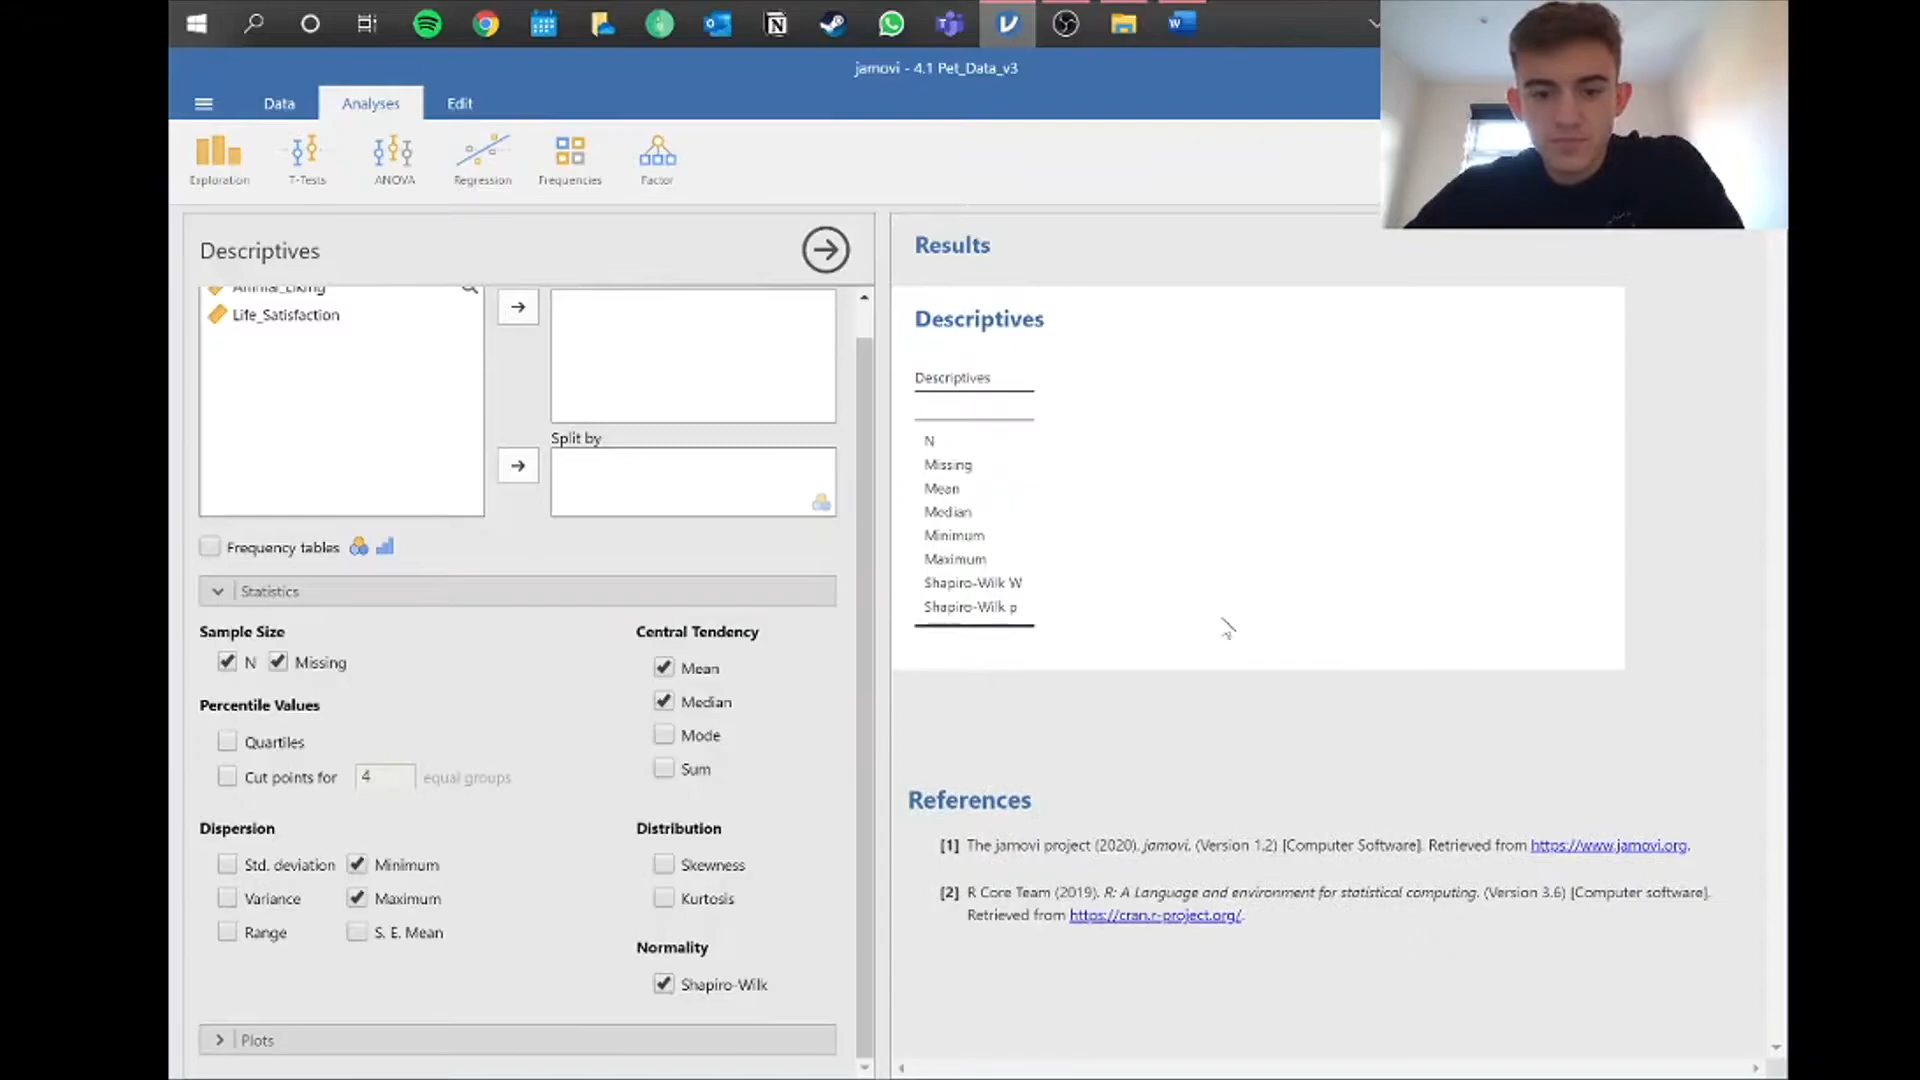 jamovi - 4.1 Pet_Data_v3
Data
Analyses
Edit
Exploration
T-Tests
ANOVA
Regression
Frequencies
Factor
Descriptives
Animal_Liking
Life_Satisfaction
Split by
Frequency tables
Statistics
Sample Size
N
Missing
Percentile Values
Quartiles
Cut points for 4 equal groups
Dispersion
Std. deviation
Minimum
Variance
Maximum
Range
S. E. Mean
Central Tendency
Mean
Median
Mode
Sum
Distribution
Skewness
Kurtosis
Normality
Shapiro-Wilk
Plots
Results
Descriptives
Descriptives
N
Missing
Mean
Median
Minimum
Maximum
Shapiro-Wilk W
Shapiro-Wilk p
References
[1] The jamovi project (2020). jamovi. (Version 1.2) [Computer Software]. Retrieved from https://www.jamovi.org.
[2] R Core Team (2019). R: A Language and environment for statistical computing. (Version 3.6) [Computer software].
Retrieved from https://cran.r-project.org/.